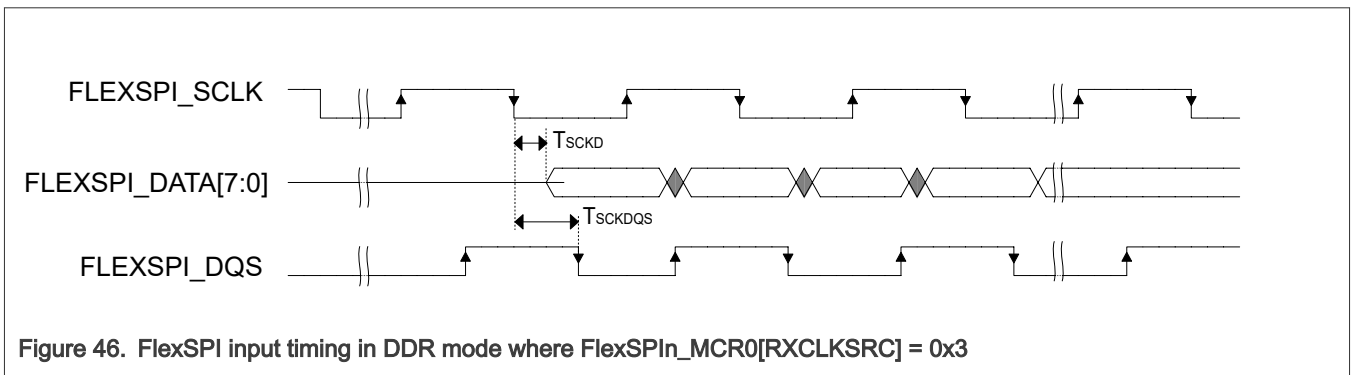 FLEXSPI_SCLK
TSCKD
FLEXSPI_DATA[7:0]
TSCKDQS
FLEXSPI_DQS
Figure 46. FlexSPI input timing in DDR mode where FlexSPIn_MCR0[RXCLKSRC] = 0x3